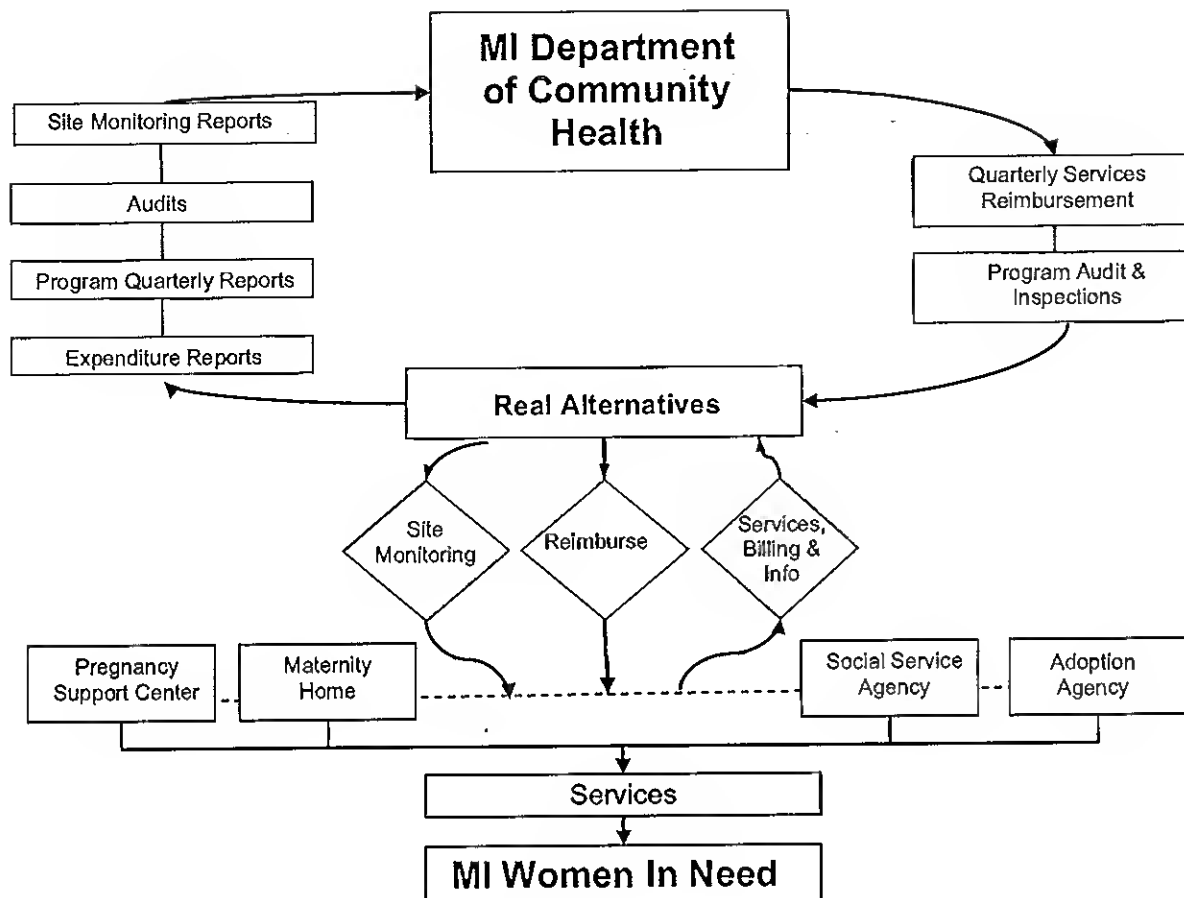 MI Department
of Community
Health
Site Monitoring Reports
Audits
Program Quarterly Reports
Expenditure Reports
Quarterly Services
Reimbursement
Program Audit &
Inspections
Real Alternatives
Site
Monitoring
Reimburse
Services,
Billing &
Info
Pregnancy
Support Center
Maternity
Home
Social Service
Agency
Adoption
Agency
Services
MI Women In Need